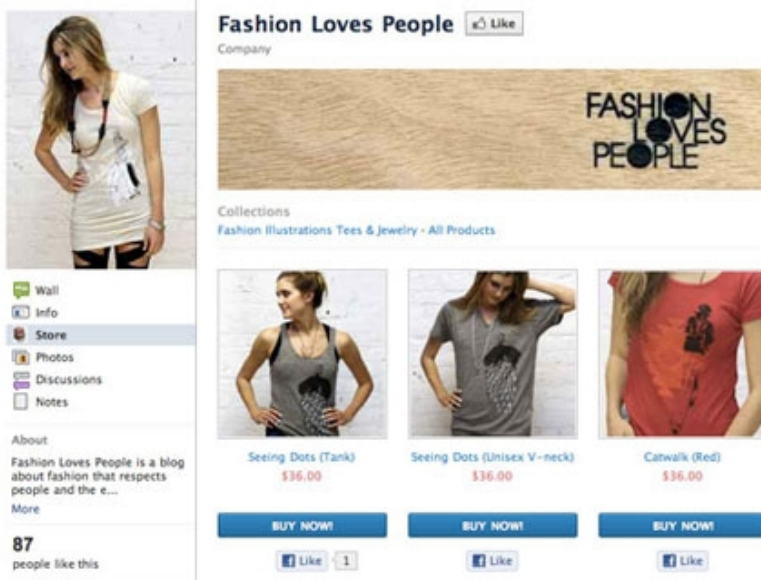 Fashion Loves People
Like
Company
FASHION
LOVES
PEOPLE
Collections
Fashion Illustrations Tees & Jewelry - All Products
Wall
Info
Store
Photos
Discussions
Notes
About
Fashion Loves People is a blog
about fashion that respects
people and the e...
More
87
people like this
Seeing Dots (Tank)
$36.00
BUY NOW!
Like 1
Seeing Dots (Unisex V-neck)
$36.00
BUY NOW!
Like
Catwalk (Red)
$36.00
BUY NOW!
Like